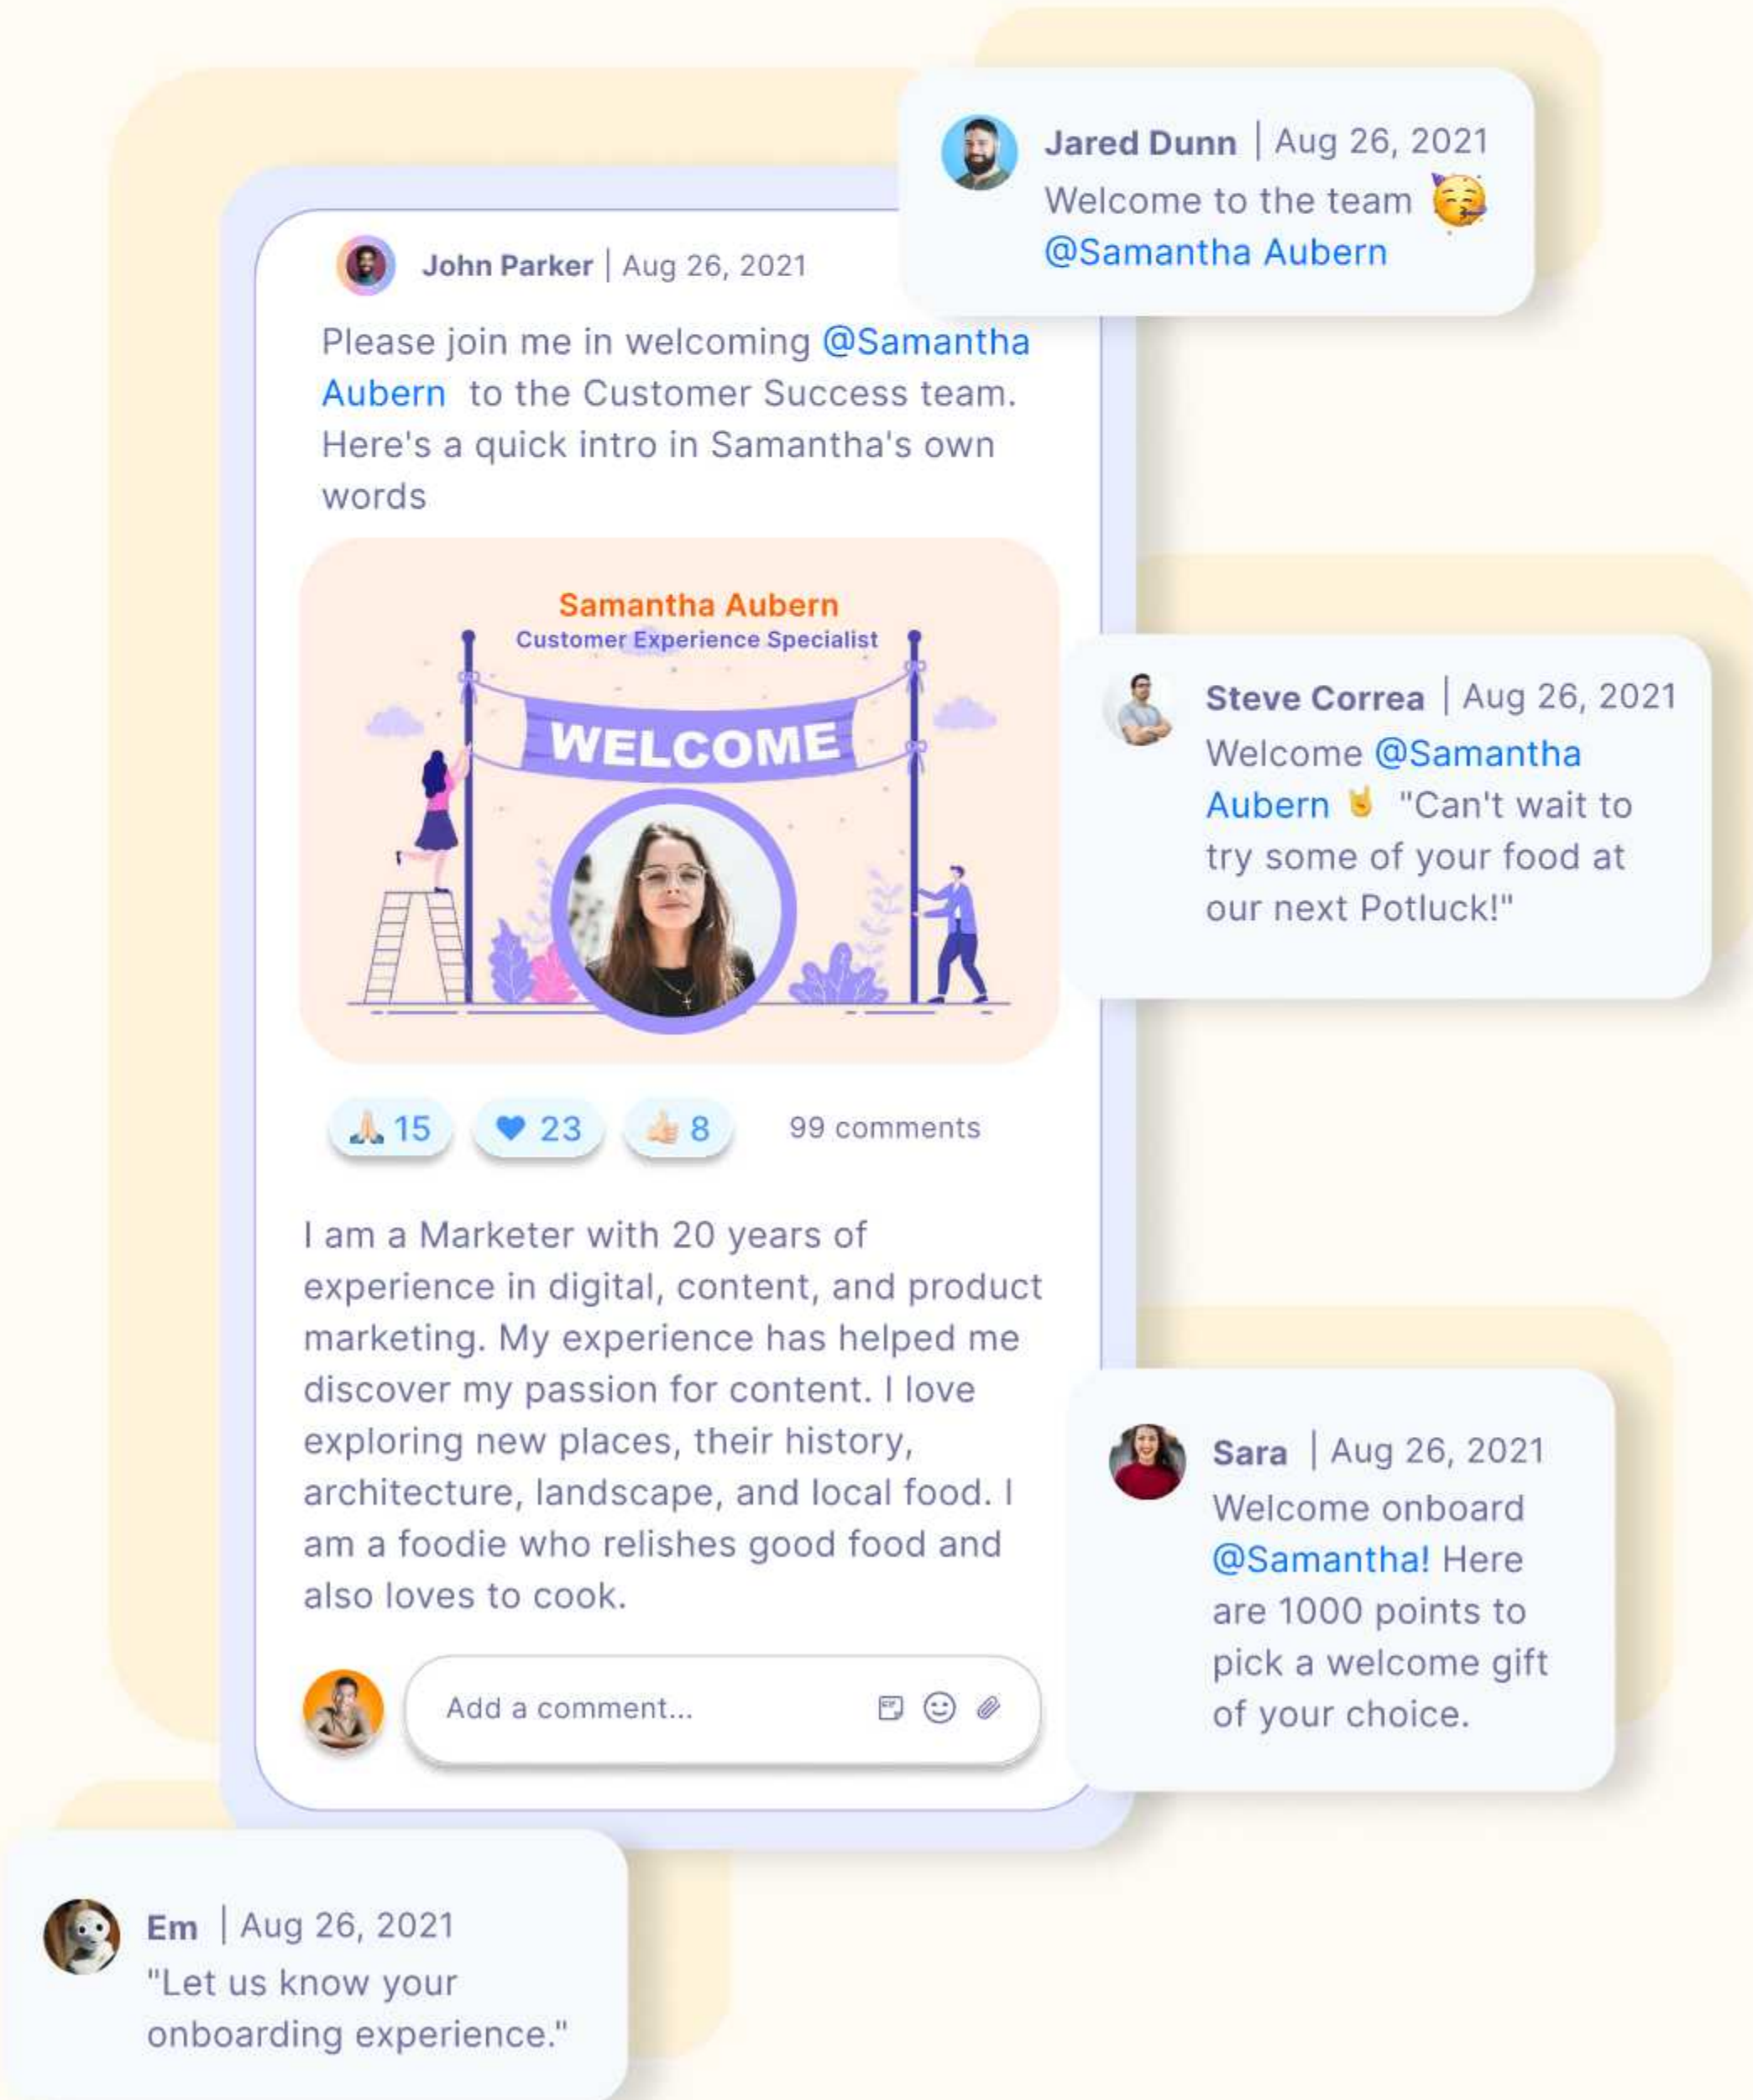 Jared Dunn | Aug 26, 2021
Welcome to the team 🥳
@Samantha Aubern
John Parker | Aug 26, 2021
Please join me in welcoming @Samantha
Aubern to the Customer Success team.
Here's a quick intro in Samantha's own
words
Samantha Aubern
Customer Experience Specialist
WELCOME
Steve Correa | Aug 26, 2021
Welcome @Samantha
Aubern 🤘 "Can't wait to
try some of your food at
our next Potluck!"
🙏🏻 15 💙 23 👍🏻 8 99 comments
I am a Marketer with 20 years of
experience in digital, content, and product
marketing. My experience has helped me
discover my passion for content. I love
exploring new places, their history,
architecture, landscape, and local food. I
am a foodie who relishes good food and
also loves to cook.
Sara | Aug 26, 2021
Welcome onboard
@Samantha! Here
are 1000 points to
pick a welcome gift
of your choice.
Add a comment...
Em | Aug 26, 2021
"Let us know your
onboarding experience."